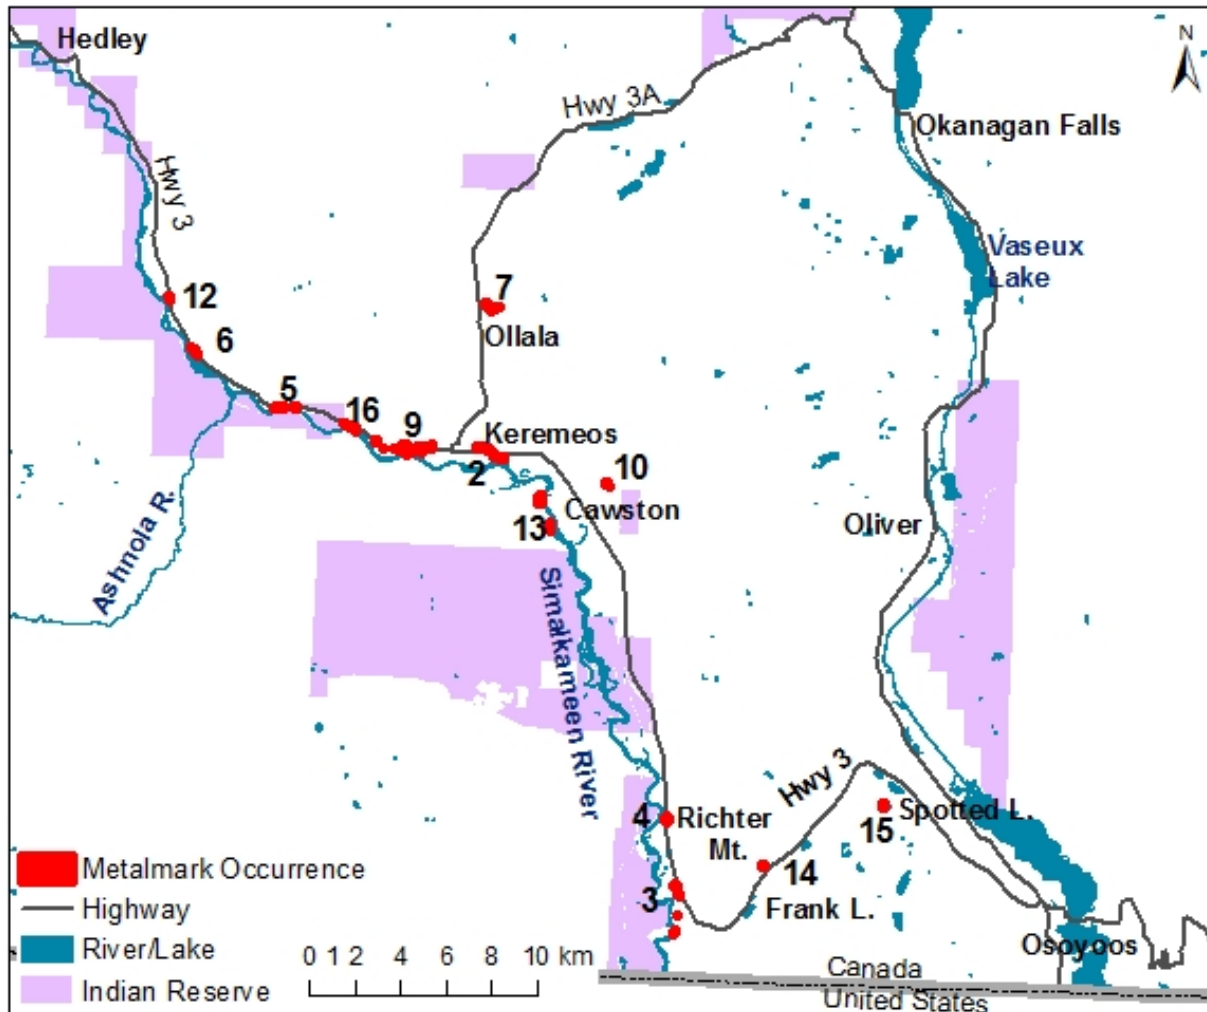 Hedley
N
Hwy 3A
Okanagan Falls
Hwy 3
Vaseux
Lake
12
7
6
Ollala
5
16
9
Keremeos
2
10
Cawston
13
Oliver
Ashnola R.
Simalkameen River
Hwy 3
4
Richter
Mt.
15
Spotted L.
14
3
Frank L.
Osoyoos
Metalmark Occurrence
Highway
River/Lake
Indian Reserve
0 1 2 4 6 8 10 km
Canada
United States